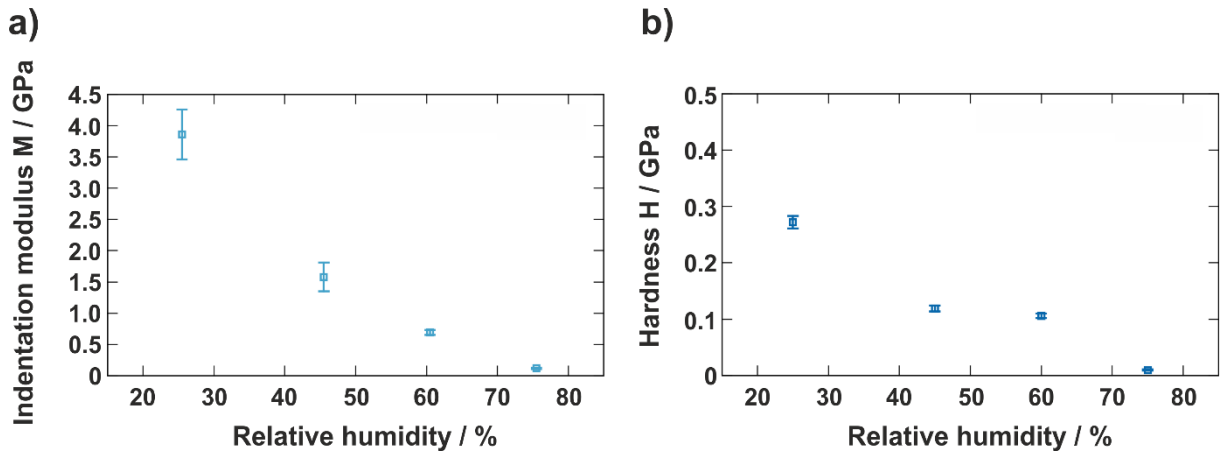 a)
Indentation modulus M / GPa
4.5
4.0
3.5
3.0
2.5
2.0
1.5
1.0
0.5
0
20 30 40 50 60 70 80
Relative humidity / %
b)
Hardness H / GPa
0.5
0.4
0.3
0.2
0.1
0
20 30 40 50 60 70 80
Relative humidity / %